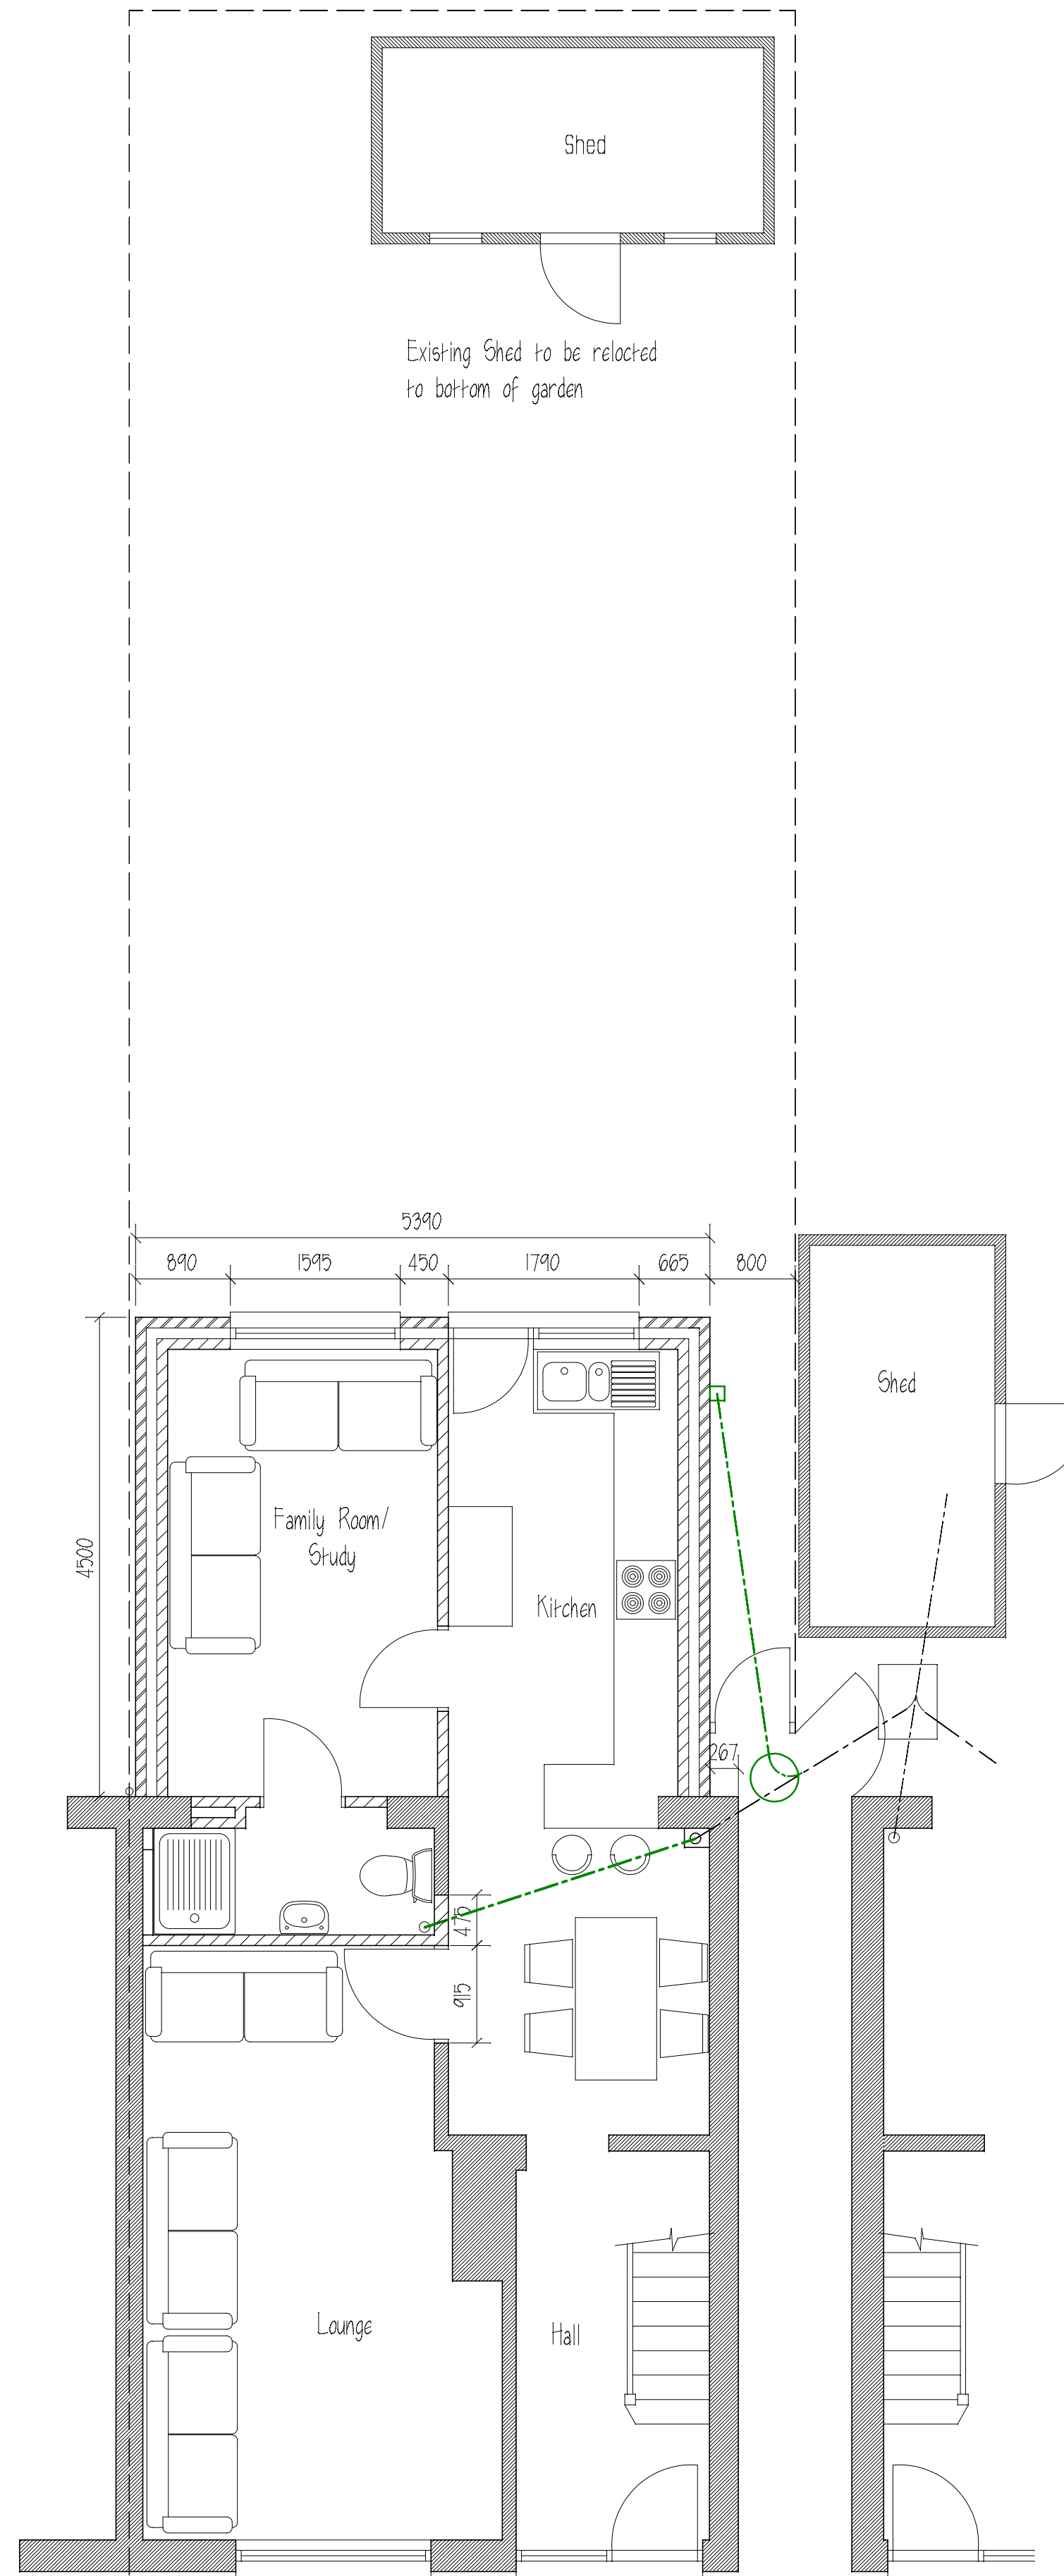 Shed
Existing Shed to be relocted
to bottom of garden
5390
890
1595
450
1790
665
800
Shed
4500
Family Room/
Study
Kitchen
267
475
915
Lounge
Hall